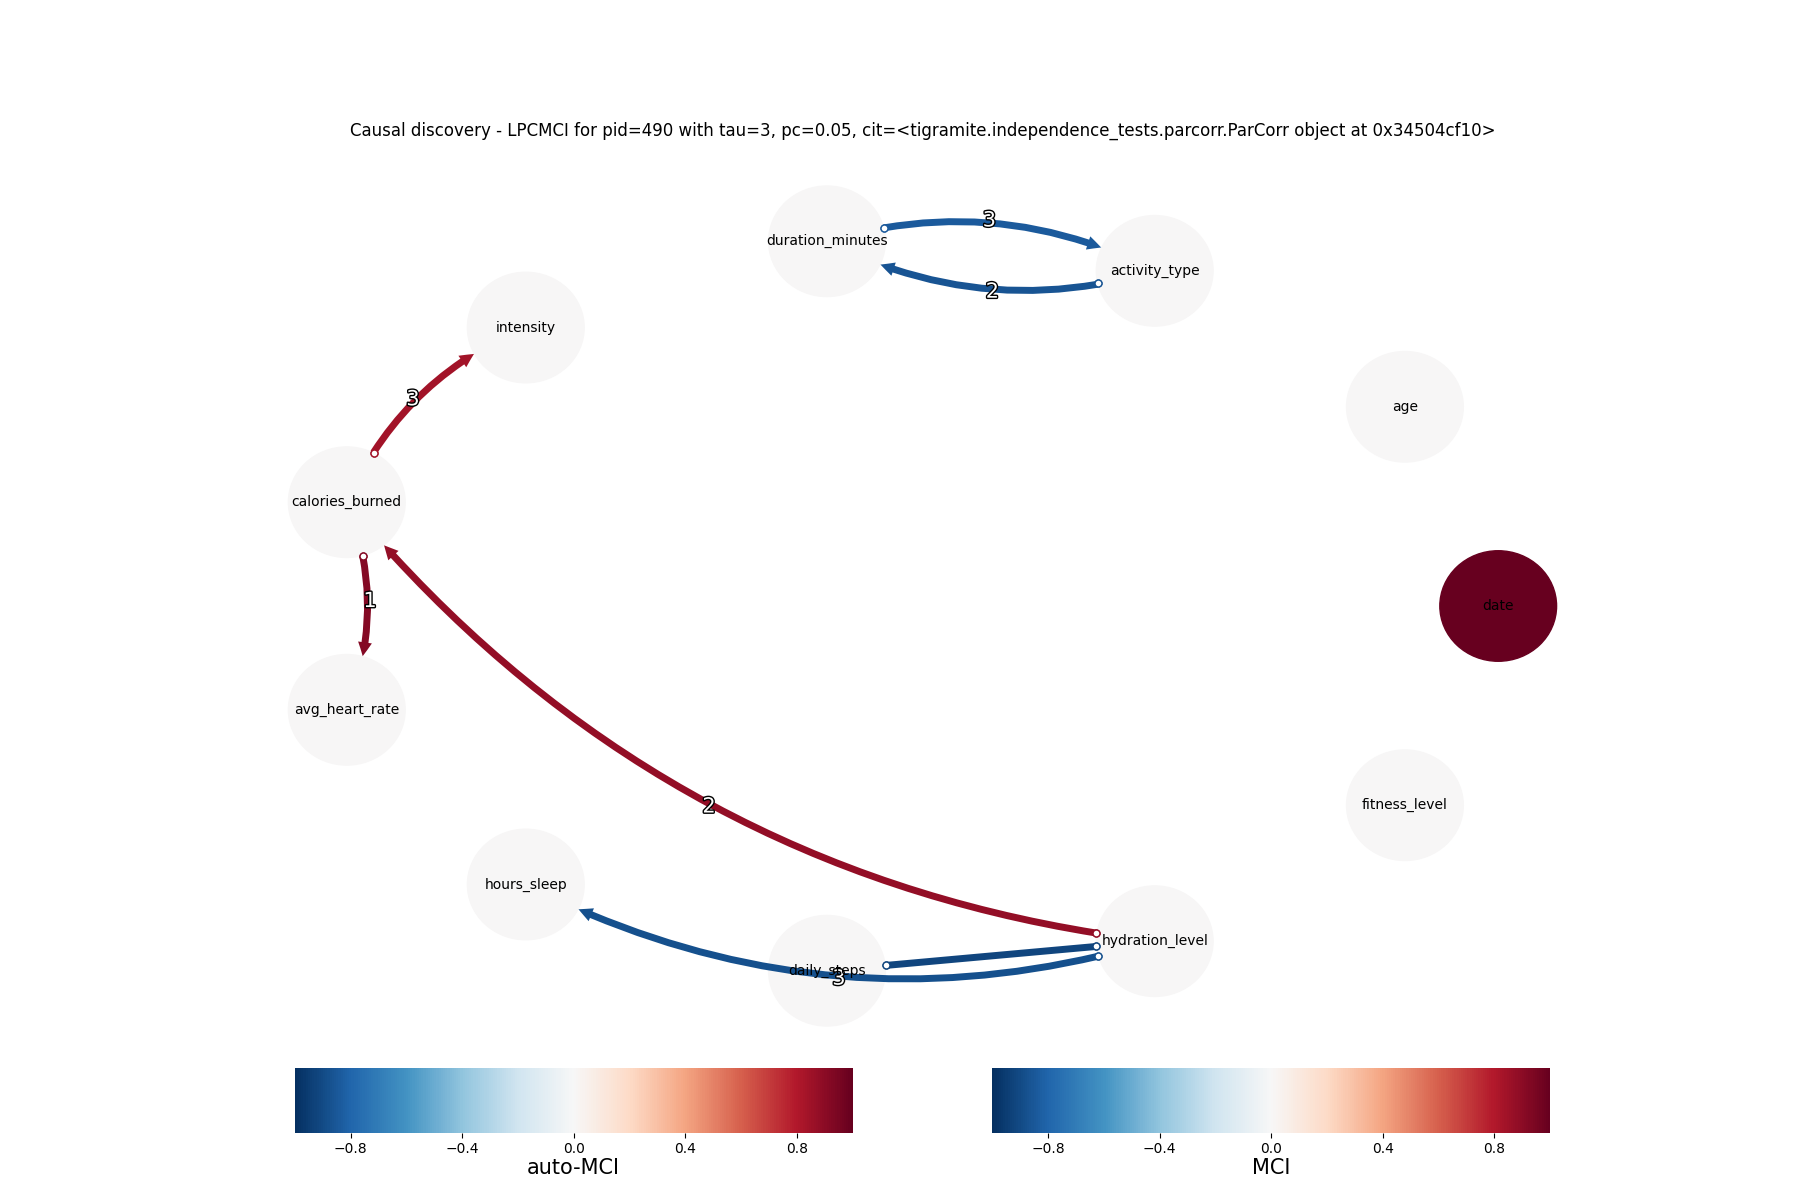 Causal discovery - LPCMCI for pid=490 with tau=3, pc=0.05, cit=<tigramite.independence_tests.parcorr.ParCorr object at 0x34504cf10>
duration_minutes
3
activity_type
2
intensity
3
age
calories_burned
1
date
avg_heart_rate
2
fitness_level
hours_sleep
hydration_level
daily_steps
3
−0.8 −0.4 0.0 0.4 0.8
auto-MCI
−0.8 −0.4 0.0 0.4 0.8
MCI